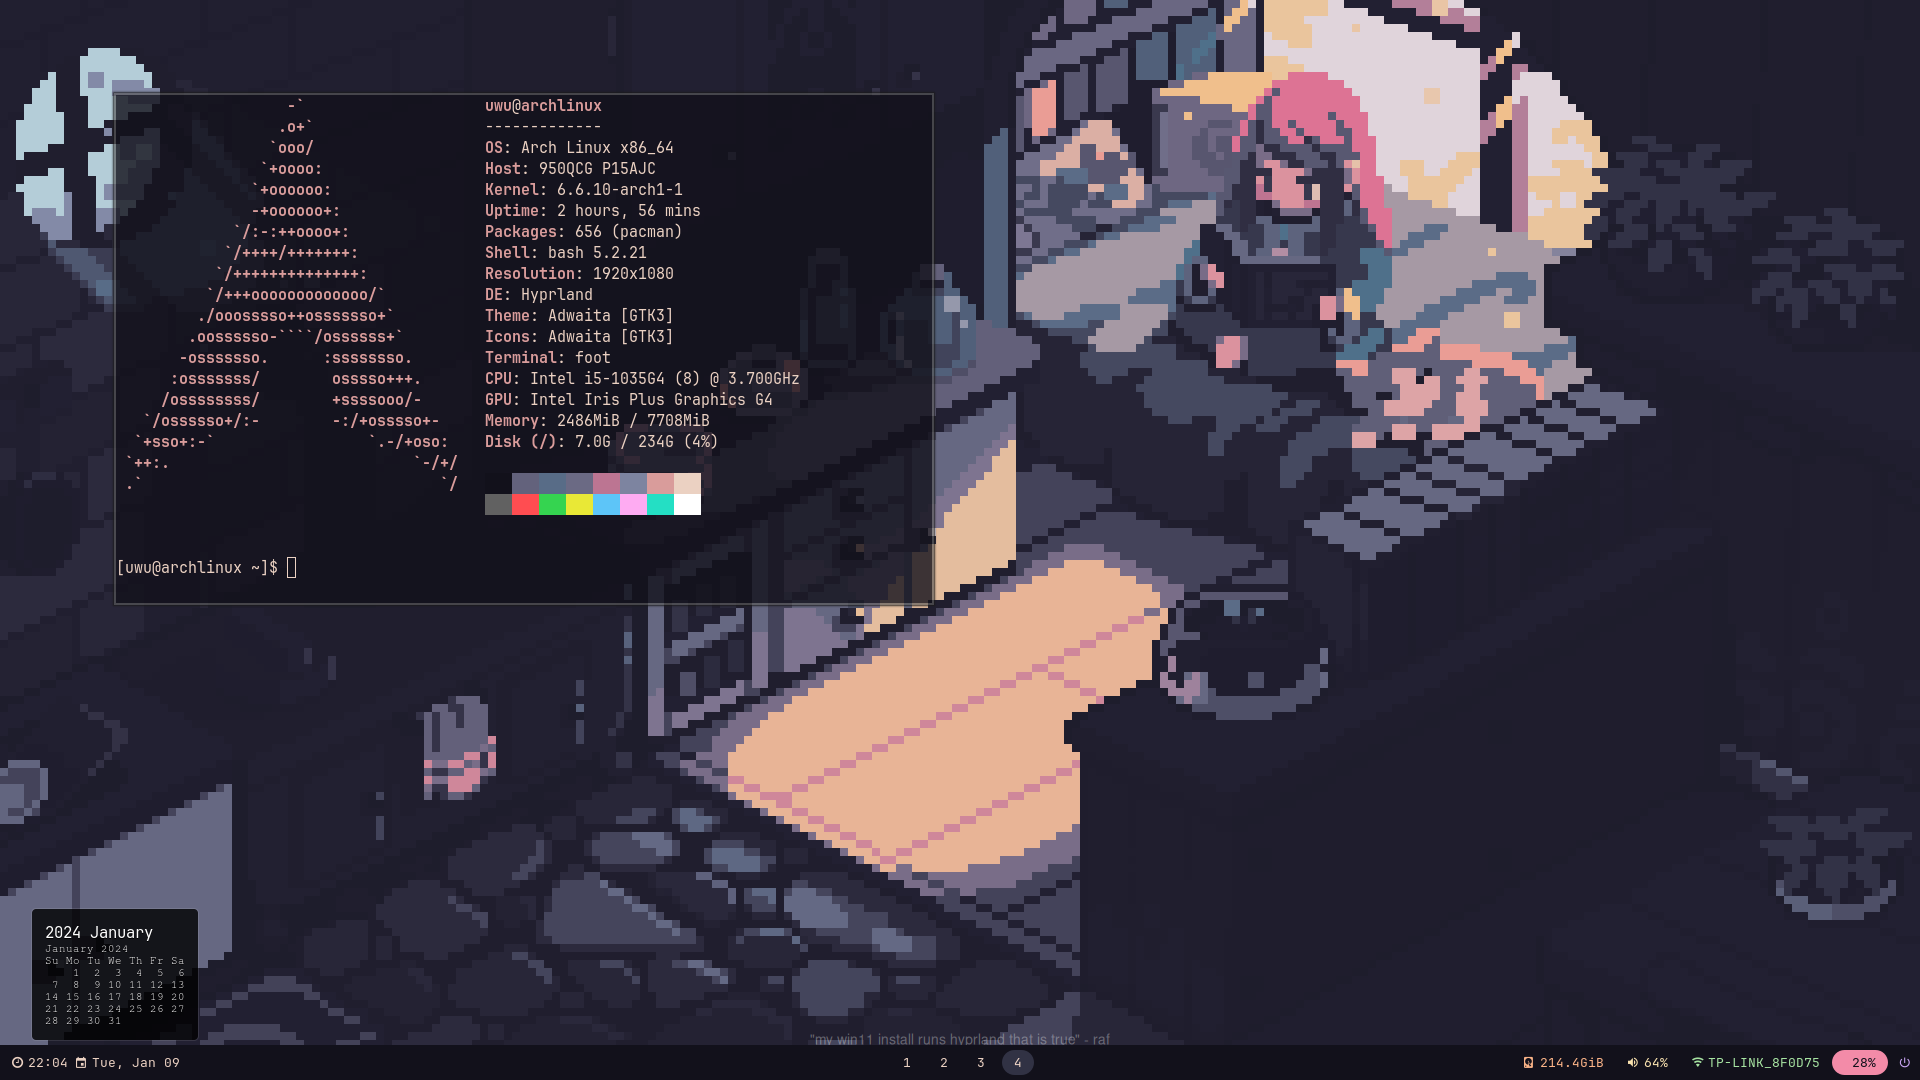 -`
.o+`
`ooo/
`+oooo:
`+oooooo:
-+oooooo+:
`/:-:++oooo+:
`/++++/+++++++:
`/++++++++++++++:
`/+++ooooooooooooo/`
./ooosssso++osssssso+`
.oossssso-````/ossssss+`
-osssssso.      :ssssssso.
:osssssss/        osssso+++.
/ossssssss/        +ssssooo/-
`/ossssso+/:-        -:/+osssso+-
`+sso+:-`                 `.-/+oso:
`++:.                           `-/+/
.`                                 `/
uwu@archlinux
-------------
OS: Arch Linux x86_64
Host: 950QCG P15AJC
Kernel: 6.6.10-arch1-1
Uptime: 2 hours, 56 mins
Packages: 656 (pacman)
Shell: bash 5.2.21
Resolution: 1920x1080
DE: Hyprland
Theme: Adwaita [GTK3]
Icons: Adwaita [GTK3]
Terminal: foot
CPU: Intel i5-1035G4 (8) @ 3.700GHz
GPU: Intel Iris Plus Graphics G4
Memory: 2486MiB / 7708MiB
Disk (/): 7.0G / 234G (4%)
[uwu@archlinux ~]$
2024 January
January 2024
Su Mo Tu We Th Fr Sa
1 2 3 4 5 6
7 8 9 10 11 12 13
14 15 16 17 18 19 20
21 22 23 24 25 26 27
28 29 30 31
"my win11 install runs hyprland that is true" - raf
22:04 Tue, Jan 09 1 2 3 4 214.4GiB 64% TP-LINK_8F0D75 28%